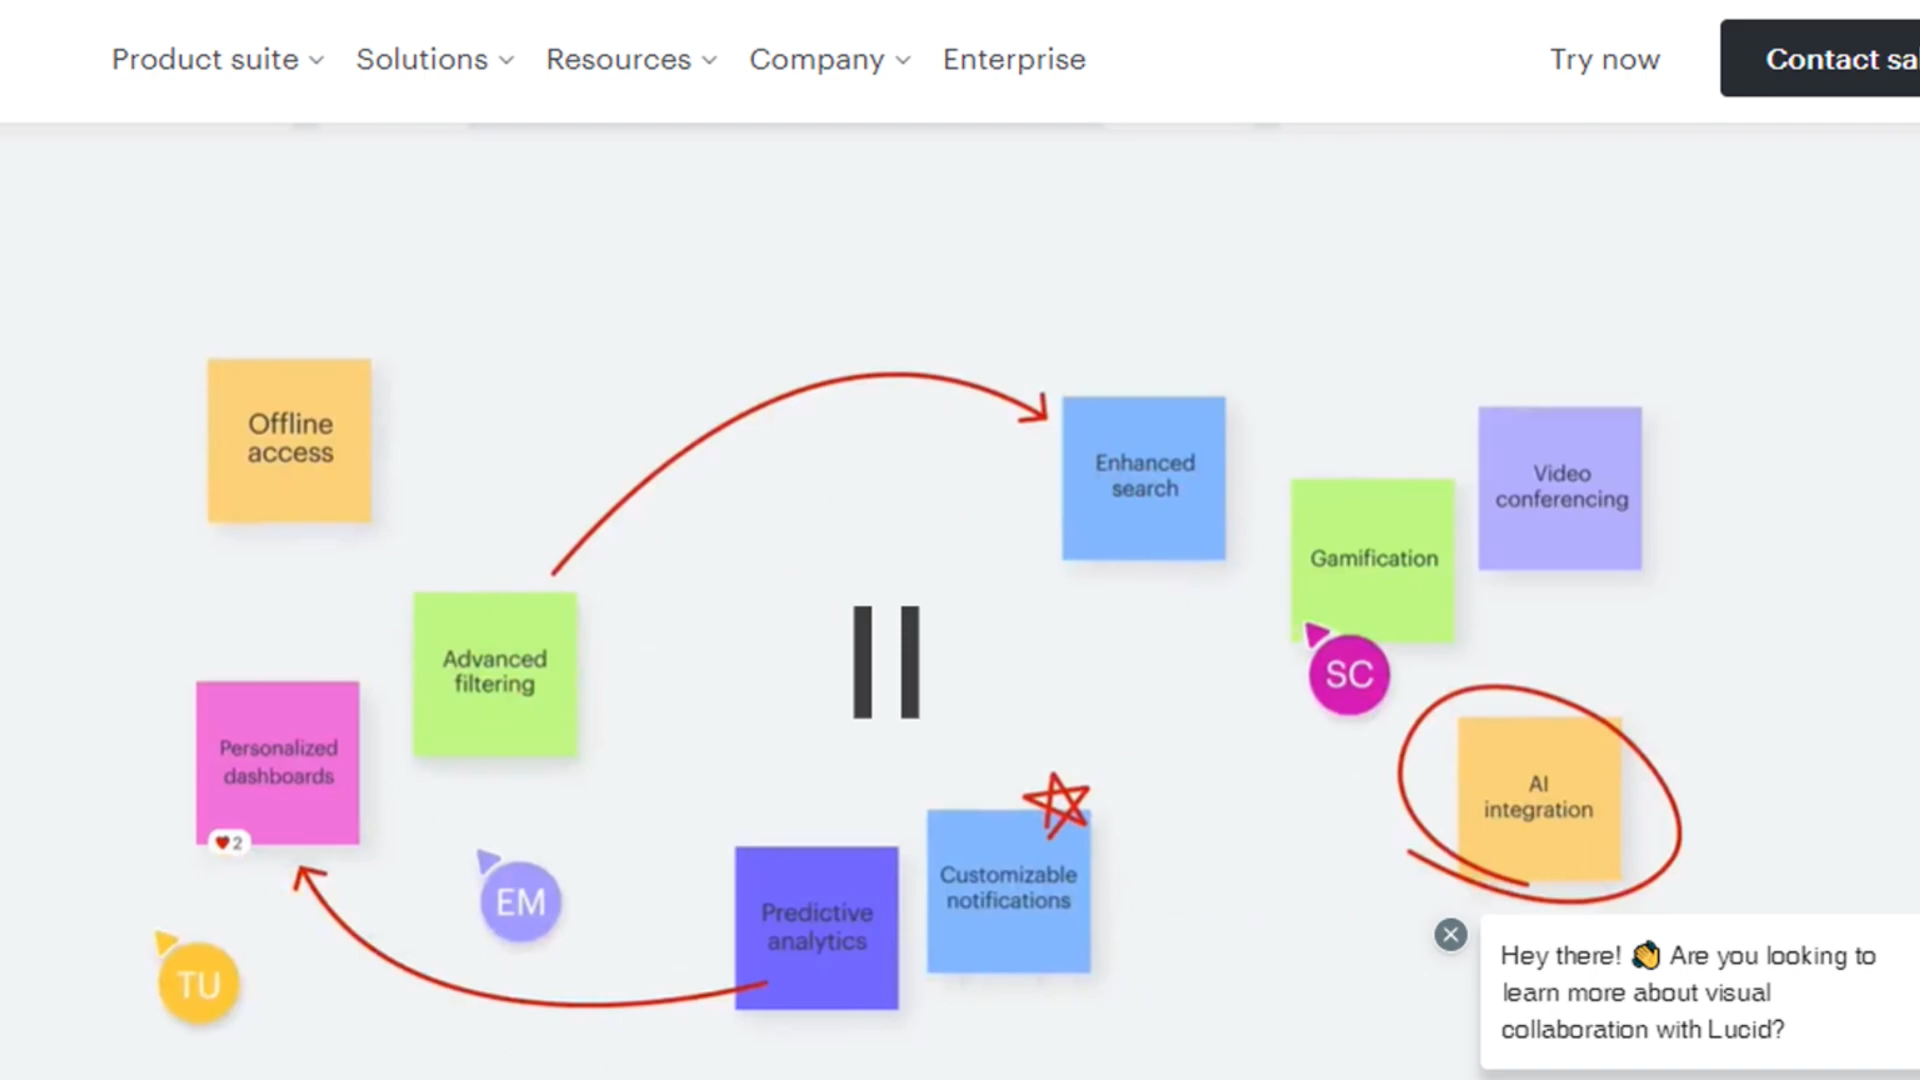 Product suite Solutions Resources Company Enterprise Try now Contact sal
Offline
access
Enhanced
search
Video
conferencing
Gamification
Advanced
filtering
SC
Personalized
dashboards
2
AI
integration
Customizable
notifications
EM
Predictive
analytics
TU
Hey there! 👏 Are you looking to
learn more about visual
collaboration with Lucid?